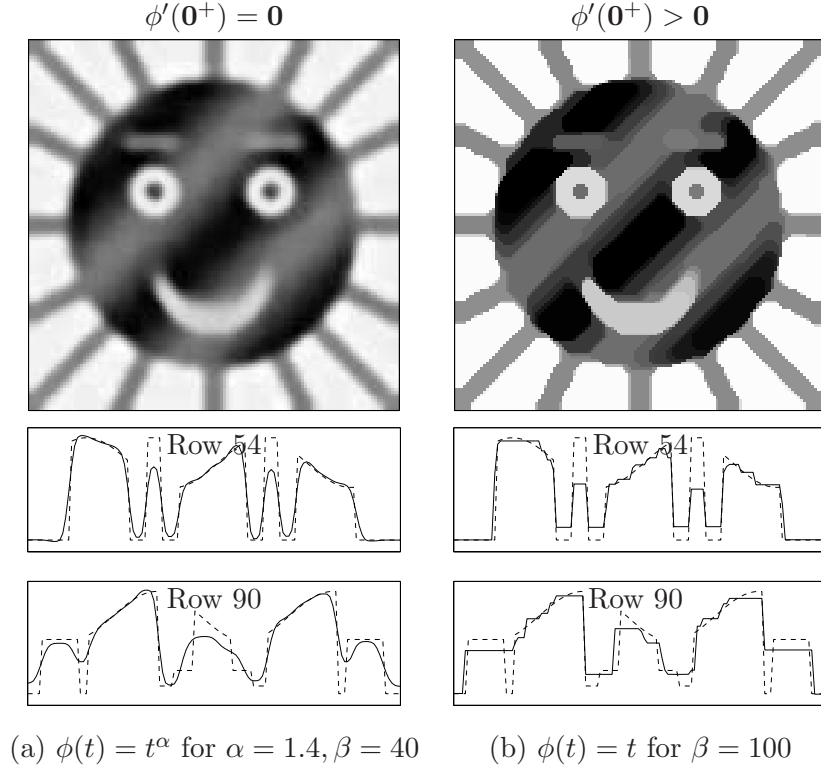 ϕ′(0⁺) = 0
ϕ′(0⁺) > 0
Row 54
Row 54
Row 90
Row 90
(a) ϕ(t) = t^α for α = 1.4, β = 40
(b) ϕ(t) = t for β = 100